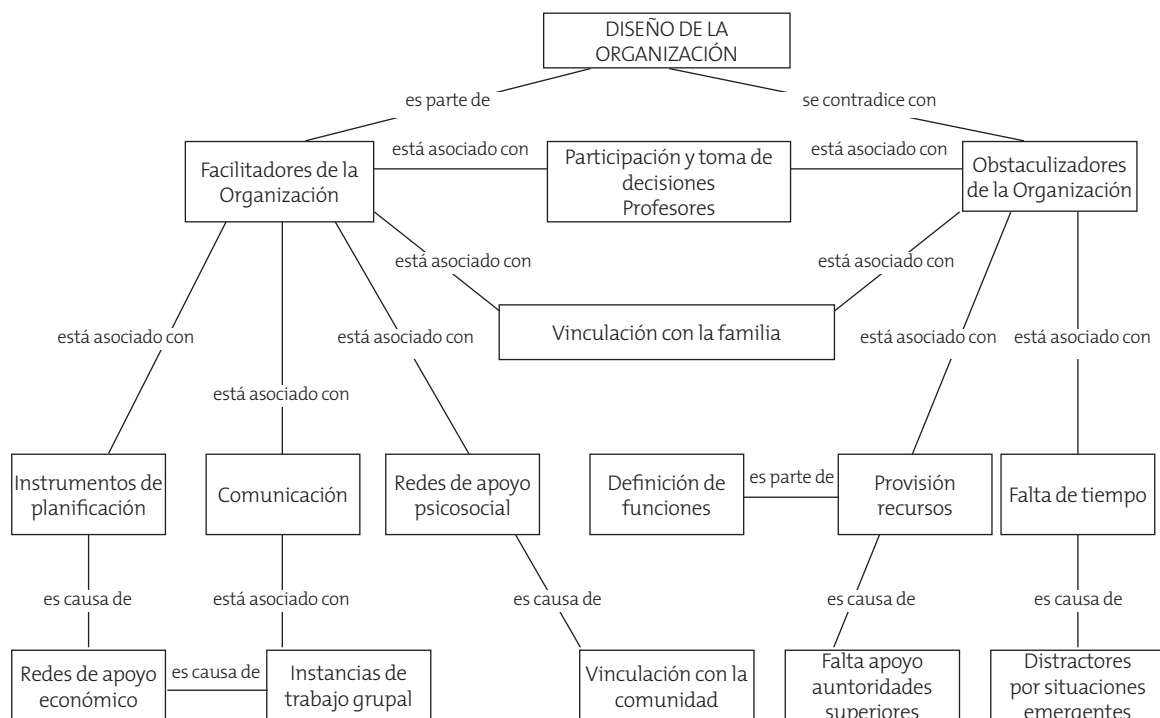 DISEÑO DE LA
ORGANIZACIÓN
es parte de
se contradice con
Facilitadores de la
Organización
está asociado con
Participación y toma de
decisiones
Profesores
está asociado con
Obstaculizadores
de la Organización
está asociado con
está asociado con
Vinculación con la familia
está asociado con
está asociado con
está asociado con
está asociado con
está asociado con
Instrumentos de
planificación
Comunicación
Redes de apoyo
psicosocial
Definición de
funciones
es parte de
Provisión
recursos
Falta de tiempo
es causa de
está asociado con
es causa de
es causa de
es causa de
Redes de apoyo
económico
es causa de
Instancias de
trabajo grupal
Vinculación con la
comunidad
Falta apoyo
auntoridades
superiores
Distractores
por situaciones
emergentes